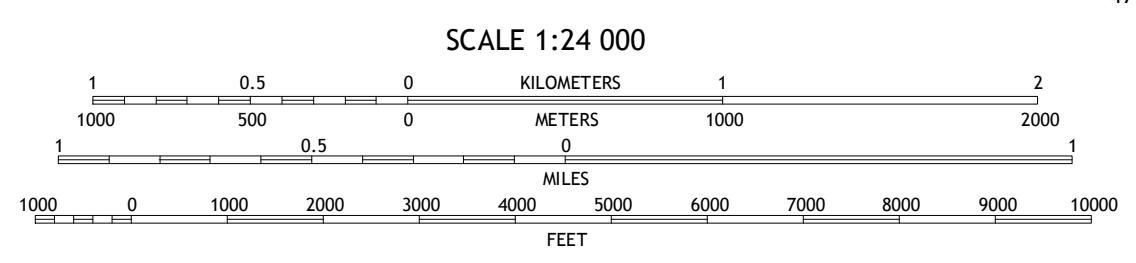 SCALE 1:24 000
1 0.5 0 KILOMETERS 1 2
1000 500 0 METERS 1000 2000
1 0.5 0 1
MILES
1000 0 1000 2000 3000 4000 5000 6000 7000 8000 9000 10000
FEET